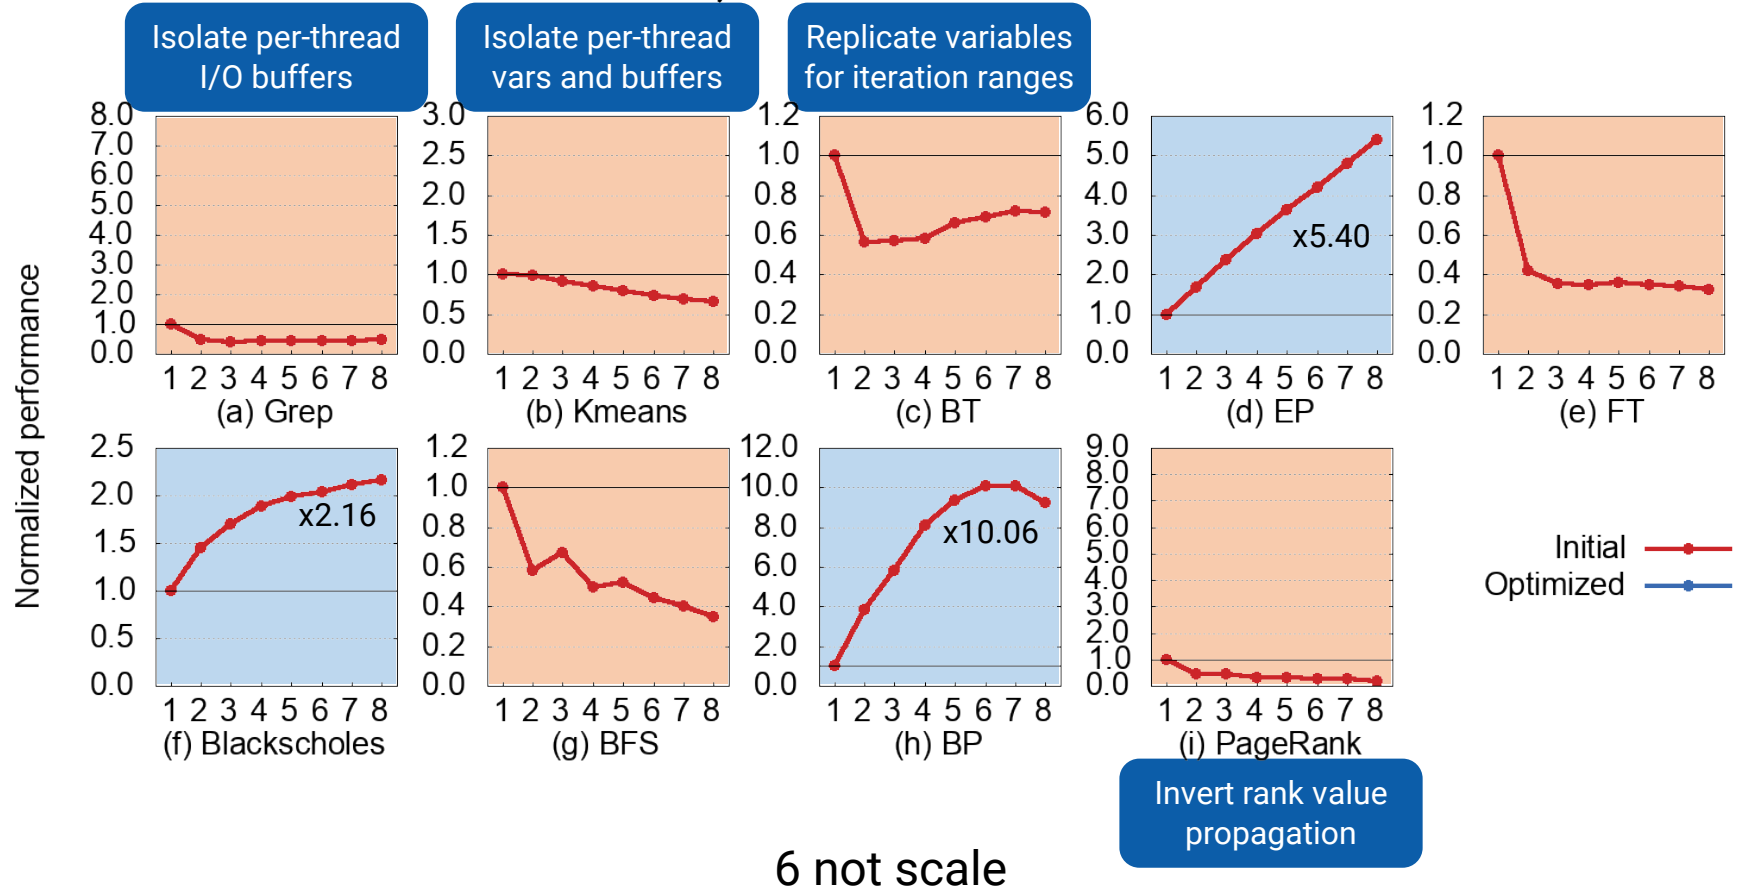 Isolate per-thread
I/O buffers
Isolate per-thread
vars and buffers
Replicate variables
for iteration ranges
Normalized performance
8.0
7.0
6.0
5.0
4.0
3.0
2.0
1.0
0.0
1 2 3 4 5 6 7 8
(a) Grep
3.0
2.5
2.0
1.5
1.0
0.5
0.0
1 2 3 4 5 6 7 8
(b) Kmeans
1.2
1.0
0.8
0.6
0.4
0.2
0.0
1 2 3 4 5 6 7 8
(c) BT
6.0
5.0
4.0
3.0
2.0
1.0
0.0
x5.40
1 2 3 4 5 6 7 8
(d) EP
1.2
1.0
0.8
0.6
0.4
0.2
0.0
1 2 3 4 5 6 7 8
(e) FT
2.5
2.0
1.5
1.0
0.5
0.0
x2.16
1 2 3 4 5 6 7 8
(f) Blackscholes
1.2
1.0
0.8
0.6
0.4
0.2
0.0
1 2 3 4 5 6 7 8
(g) BFS
12.0
10.0
8.0
6.0
4.0
2.0
0.0
x10.06
1 2 3 4 5 6 7 8
(h) BP
9.0
8.0
7.0
6.0
5.0
4.0
3.0
2.0
1.0
0.0
1 2 3 4 5 6 7 8
(i) PageRank
Initial
Optimized
Invert rank value
propagation
6 not scale